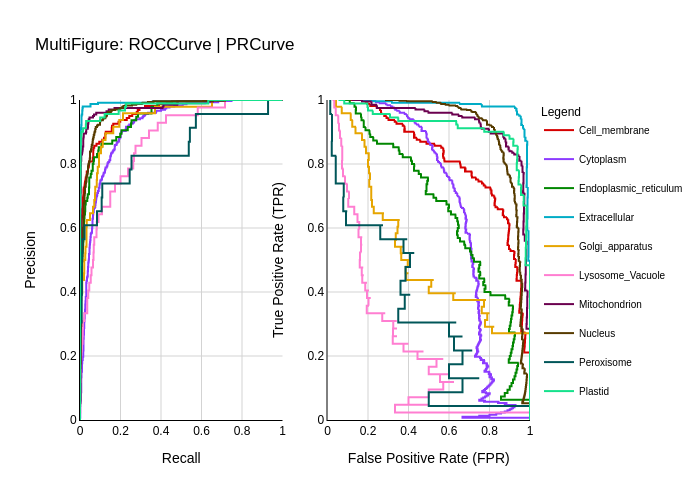 MultiFigure: ROCCurve | PRCurve
Precision
1
0.8
0.6
0.4
0.2
0
0 0.2 0.4 0.6 0.8 1
Recall
True Positive Rate (TPR)
1
0.8
0.6
0.4
0.2
0
0 0.2 0.4 0.6 0.8 1
False Positive Rate (FPR)
Legend
Cell_membrane
Cytoplasm
Endoplasmic_reticulum
Extracellular
Golgi_apparatus
Lysosome_Vacuole
Mitochondrion
Nucleus
Peroxisome
Plastid